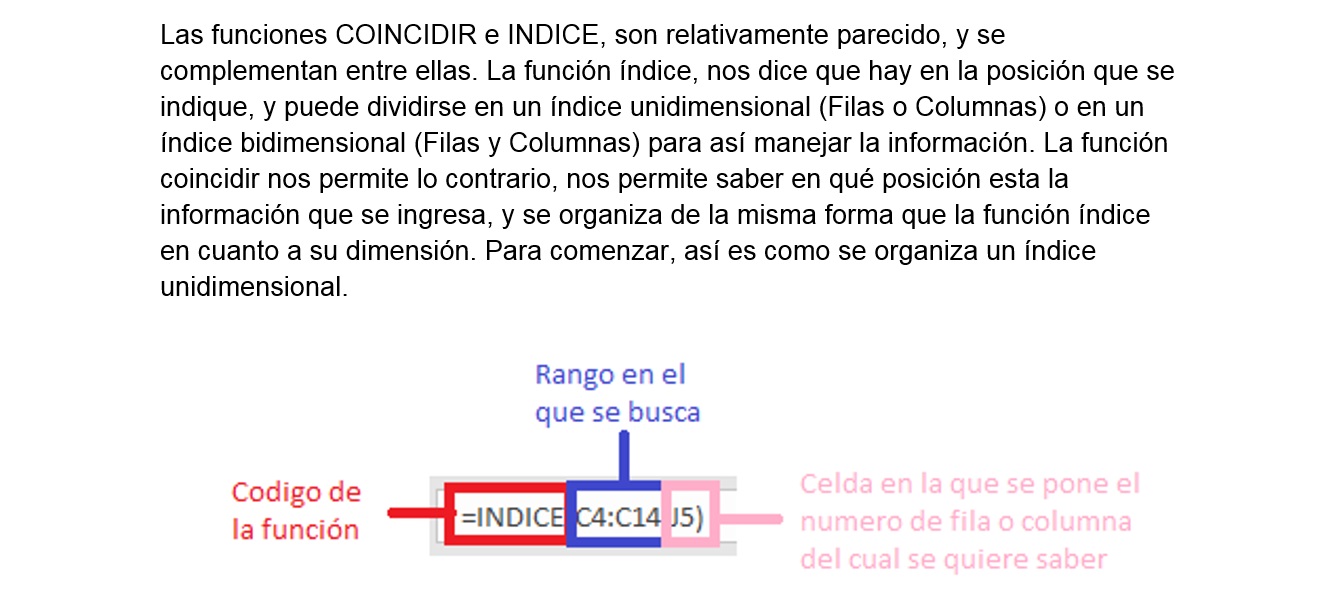 Las funciones COINCIDIR e INDICE, son relativamente parecido, y se
complementan entre ellas. La función índice, nos dice que hay en la posición que se
indique, y puede dividirse en un índice unidimensional (Filas o Columnas) o en un
índice bidimensional (Filas y Columnas) para así manejar la información. La función
coincidir nos permite lo contrario, nos permite saber en qué posición esta la
información que se ingresa, y se organiza de la misma forma que la función índice
en cuanto a su dimensión. Para comenzar, así es como se organiza un índice
unidimensional.
Rango en el
que se busca
Codigo de
la función
=INDICE C4:C14 J5)
Celda en la que se pone el
numero de fila o columna
del cual se quiere saber